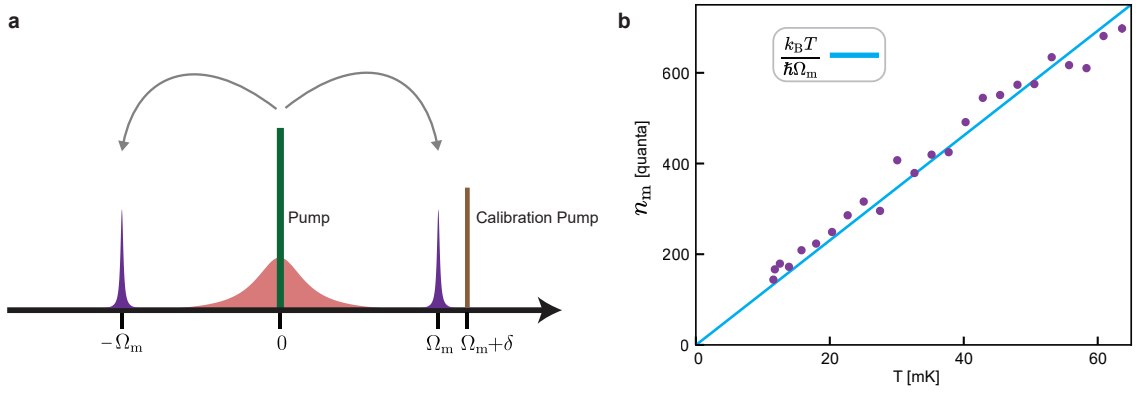 a
Pump
Calibration Pump
−Ωm
0
Ωm
Ωm+δ
b
kBT
ℏΩm
600
400
200
0
nm [quanta]
0
20
40
60
T [mK]